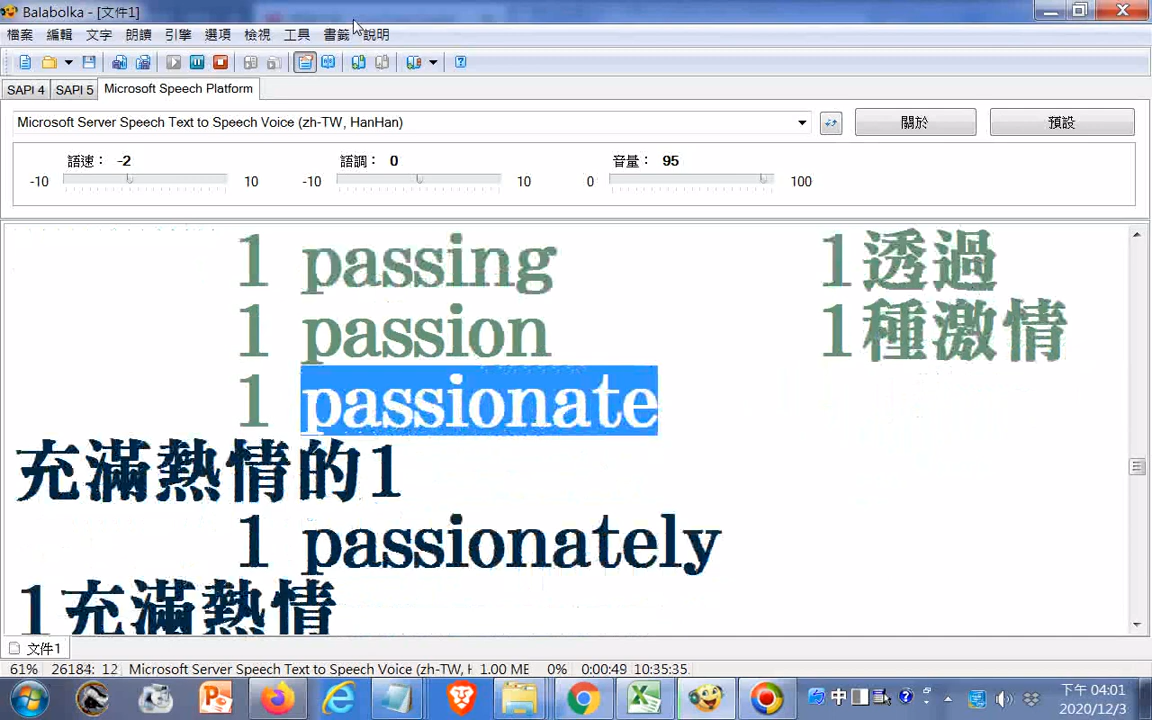 Balabolka - [文件1]
檔案 編輯 文字 朗讀 引擎 選項 檢視 工具 書籤 說明
SAPI 4 SAPI 5 Microsoft Speech Platform
Microsoft Server Speech Text to Speech Voice (zh-TW, HanHan) 關於 預設
語速： -2 語調： 0 音量： 95
-10 10 -10 10 0 100
1 passing 1透過
1 passion 1種激情
1 passionate
充滿熱情的1
1 passionately
1充滿熱情
文件1
61% 26184: 12 Microsoft Server Speech Text to Speech Voice (zh-TW, H 1.00 ME 0% 0:00:49 10:35:35
中 下午 04:01
2020/12/3